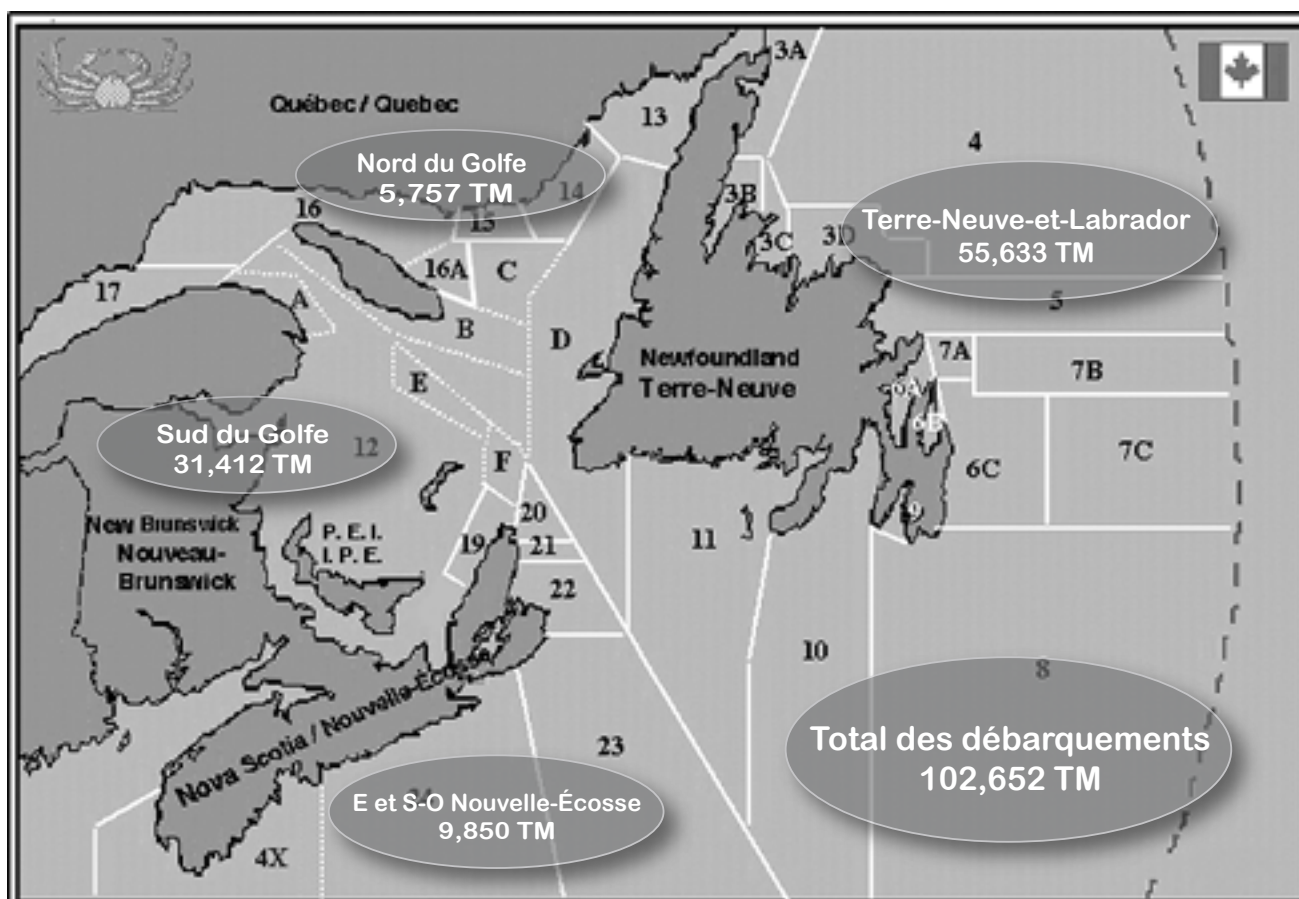 3A
Québec / Quebec
13
4
Nord du Golfe
5,757 TM
14
3B
Terre-Neuve-et-Labrador
55,633 TM
16
15
3C
3D
16A
C
17
A
B
5
D
7A
E
Newfoundland
Terre-Neuve
7B
6A
Sud du Golfe
31,412 TM
12
6B
F
6C
7C
20
9
New Brunswick
Nouveau-
Brunswick
P. E. I.
I. P. E.
19
21
11
22
10
8
Nova Scotia / Nouvelle-Écosse
23
Total des débarquements
102,652 TM
24
E et S-O Nouvelle-Écosse
9,850 TM
4X